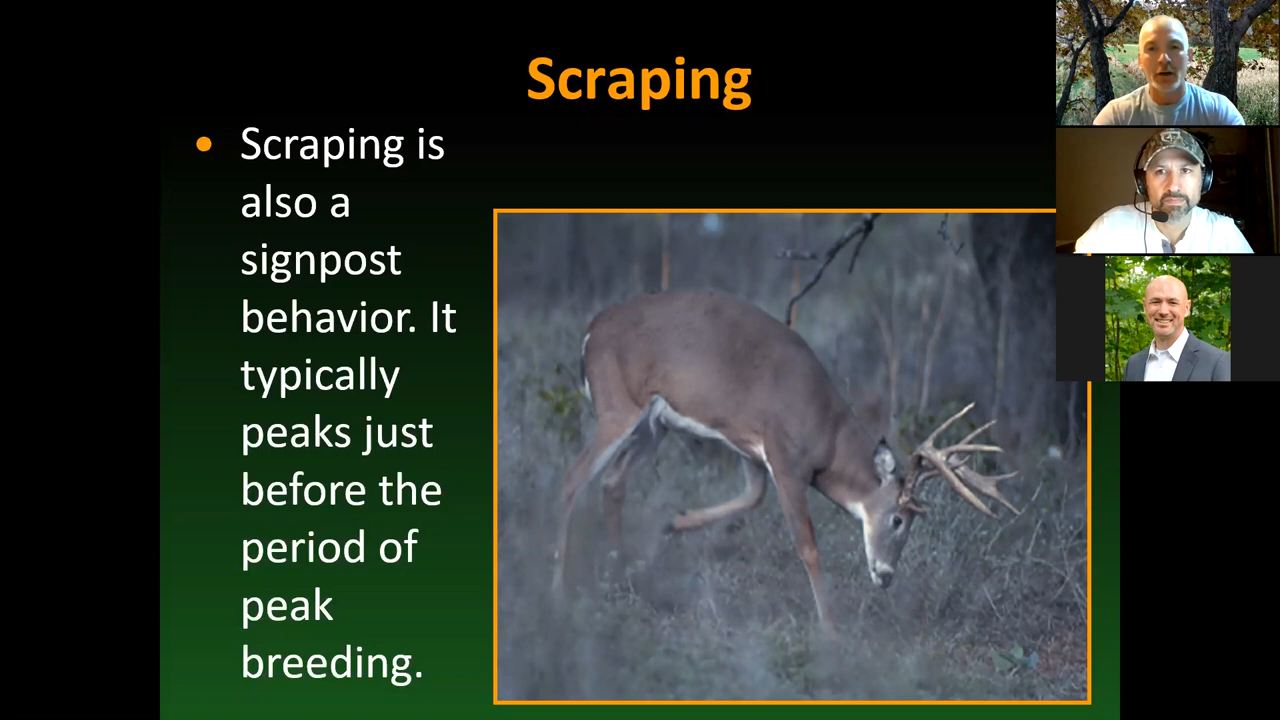 Scraping
• Scraping is
also a
signpost
behavior. It
typically
peaks just
before the
period of
peak
breeding.